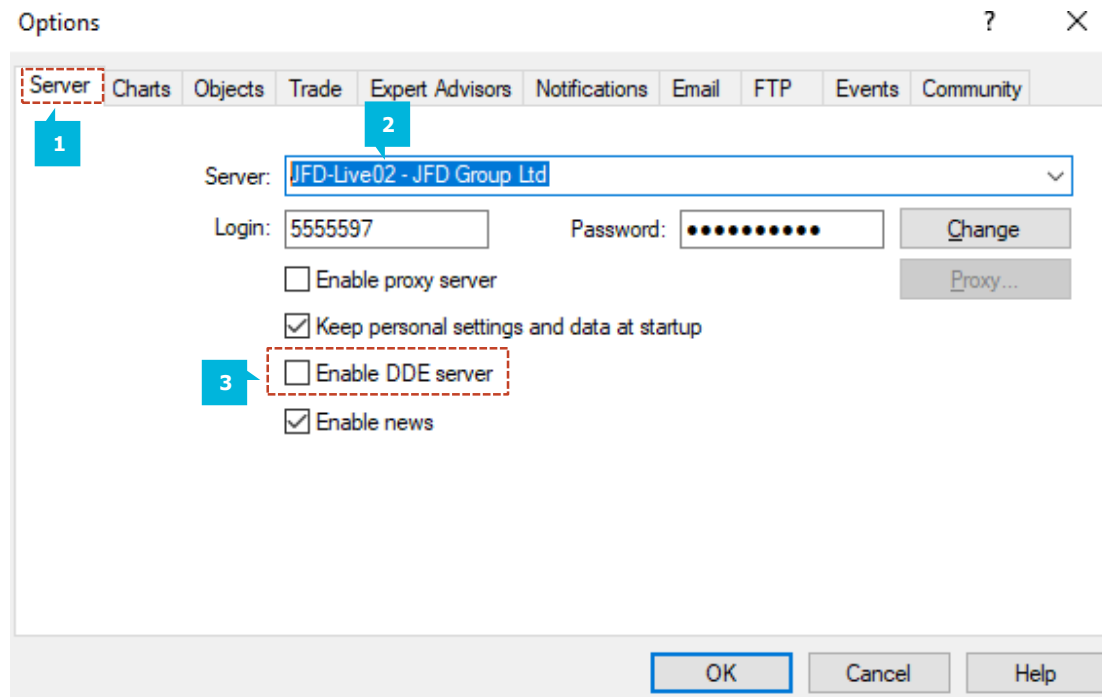 Options ?
Server Charts Objects Trade Expert Advisors Notifications Email FTP Events Community
1
2
Server: JFD-Live02 - JFD Group Ltd
Login: 5555597 Password: ●●●●●●●●●● Change
Enable proxy server Proxy...
Keep personal settings and data at startup
3 Enable DDE server
Enable news
OK Cancel Help